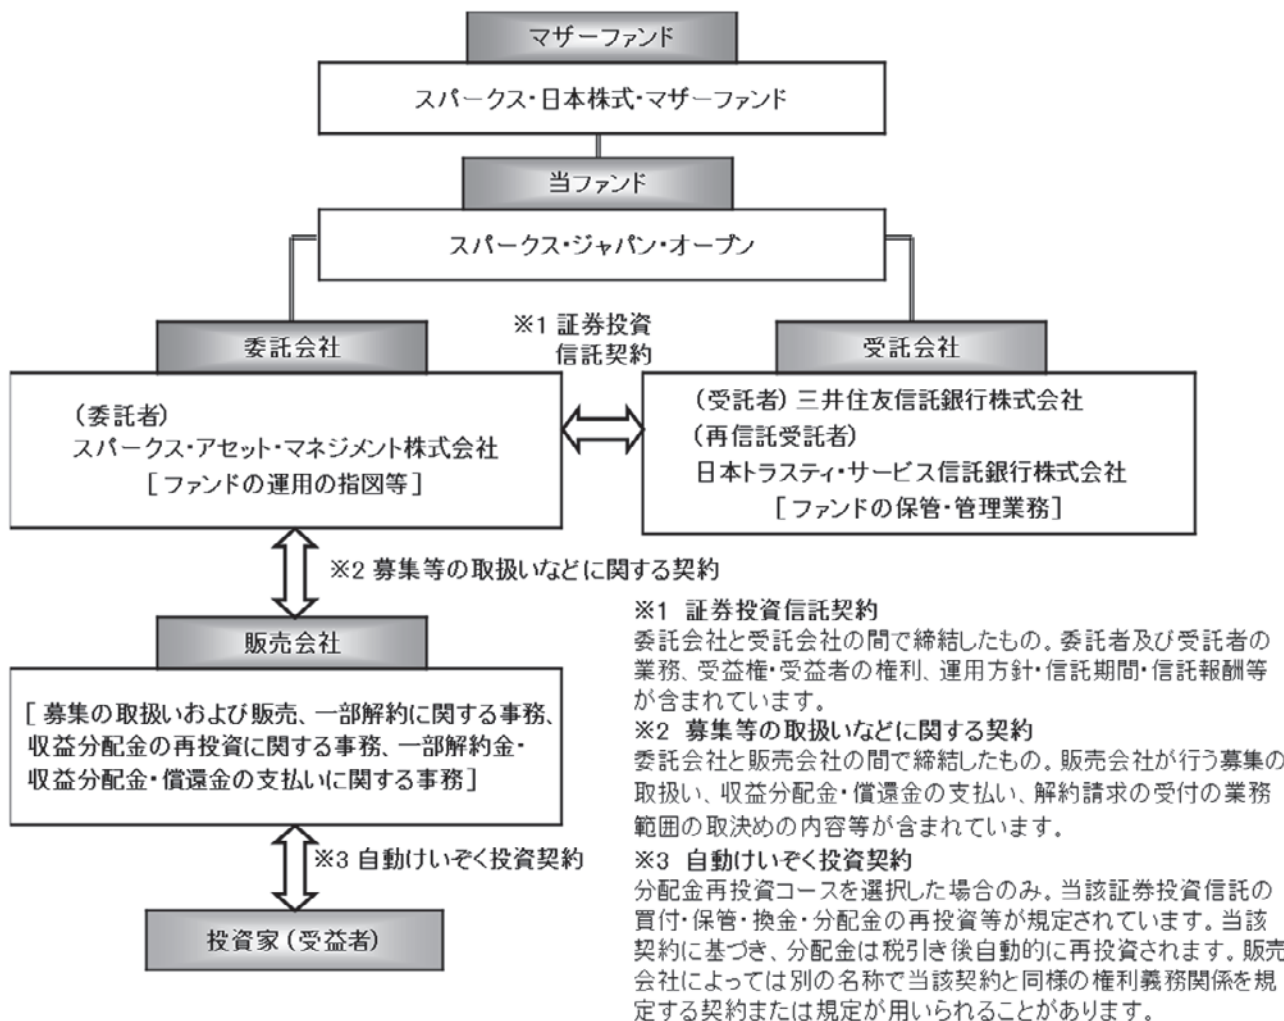 マザーファンド
スパークス・日本株式・マザーファンド
当ファンド
スパークス・ジャパン・オープン
※1 証券投資
信託契約
委託会社
(委託者)
スパークス・アセット・マネジメント株式会社
[ファンドの運用の指図等]
受託会社
(受託者) 三井住友信託銀行株式会社
(再信託受託者)
日本トラスティ・サービス信託銀行株式会社
[ファンドの保管・管理業務]
※2 募集等の取扱いなどに関する契約
販売会社
[ 募集の取扱いおよび販売、一部解約に関する事務、
収益分配金の再投資に関する事務、一部解約金・
収益分配金・償還金の支払いに関する事務]
※3 自動けいぞく投資契約
投資家(受益者)
※1 証券投資信託契約
委託会社と受託会社の間で締結したもの。委託者及び受託者の
業務、受益権・受益者の権利、運用方針・信託期間・信託報酬等
が含まれています。
※2 募集等の取扱いなどに関する契約
委託会社と販売会社の間で締結したもの。販売会社が行う募集の
取扱い、収益分配金・償還金の支払い、解約請求の受付の業務
範囲の取決めの内容等が含まれています。
※3 自動けいぞく投資契約
分配金再投資コースを選択した場合のみ。当該証券投資信託の
買付・保管・換金・分配金の再投資等が規定されています。当該
契約に基づき、分配金は税引き後自動的に再投資されます。販売
会社によっては別の名称で当該契約と同様の権利義務関係を規
定する契約または規定が用いられることがあります。